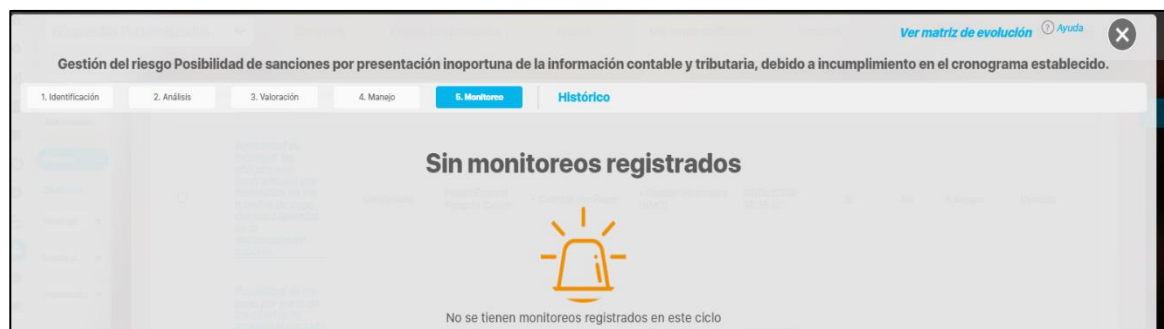 Ver matriz de evolución ? Ayuda
Gestión del riesgo Posibilidad de sanciones por presentación inoportuna de la información contable y tributaria, debido a incumplimiento en el cronograma establecido.
1. Identificación 2. Análisis 3. Valoración 4. Manejo 5. Monitoreo Histórico
Sin monitoreos registrados
No se tienen monitoreos registrados en este ciclo